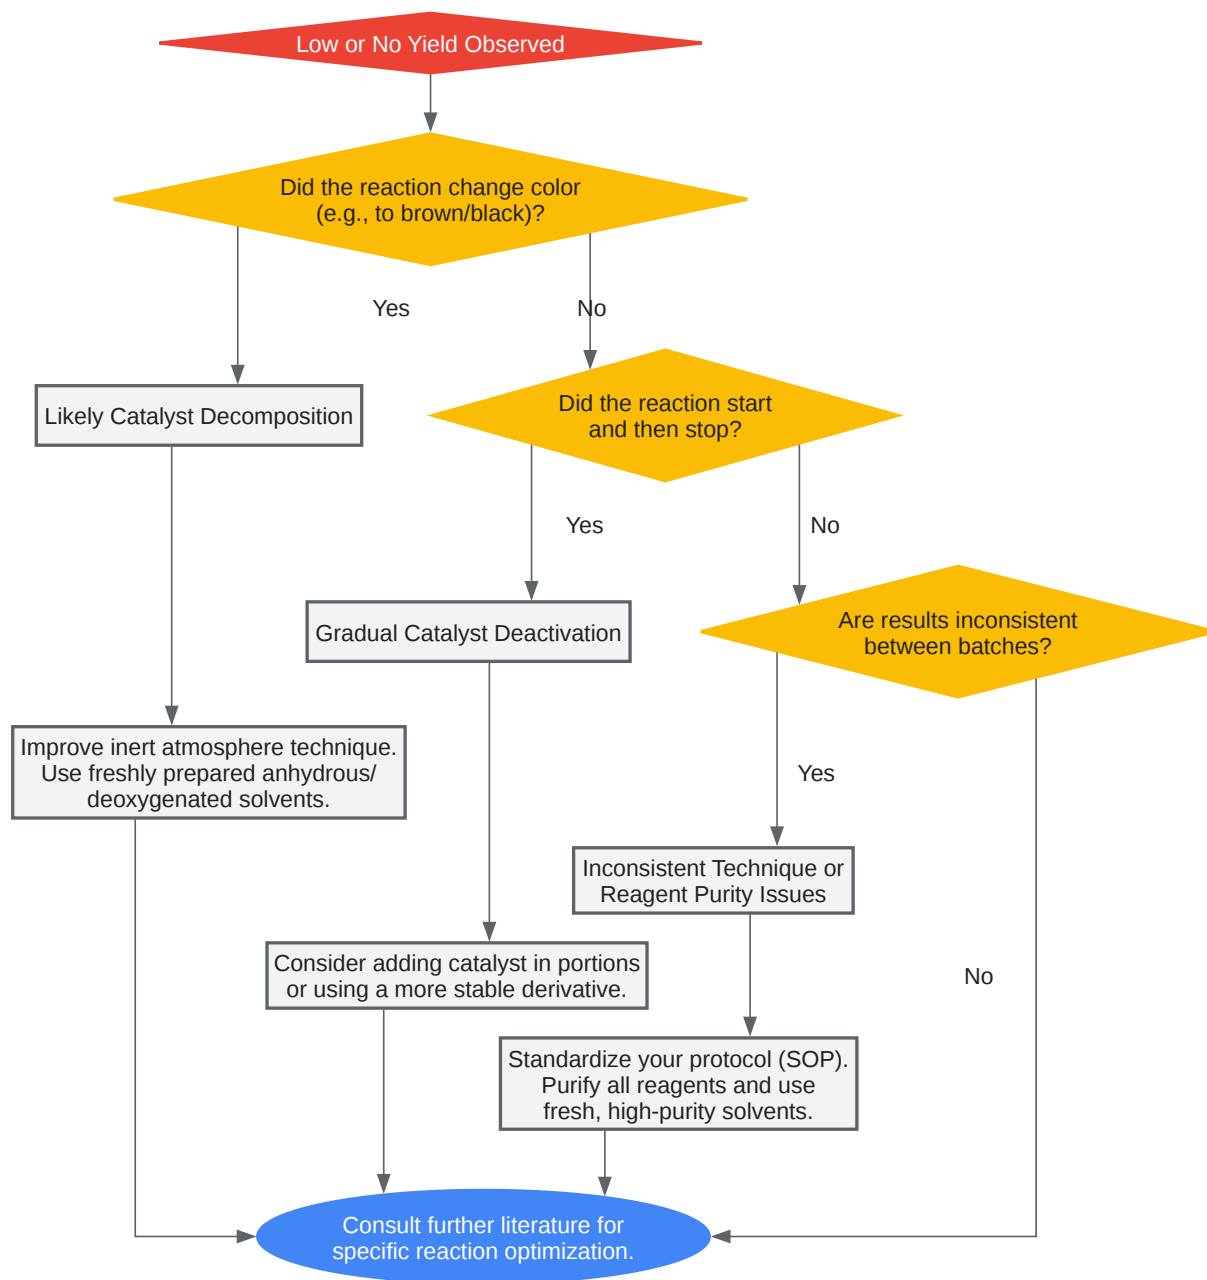 Low or No Yield Observed
Did the reaction change color
(e.g., to brown/black)?
Yes
No
Likely Catalyst Decomposition
Did the reaction start
and then stop?
Yes
No
Gradual Catalyst Deactivation
Are results inconsistent
between batches?
Improve inert atmosphere technique.
Use freshly prepared anhydrous/
deoxygenated solvents.
Yes
Inconsistent Technique or
Reagent Purity Issues
Consider adding catalyst in portions
or using a more stable derivative.
No
Standardize your protocol (SOP).
Purify all reagents and use
fresh, high-purity solvents.
Consult further literature for
specific reaction optimization.